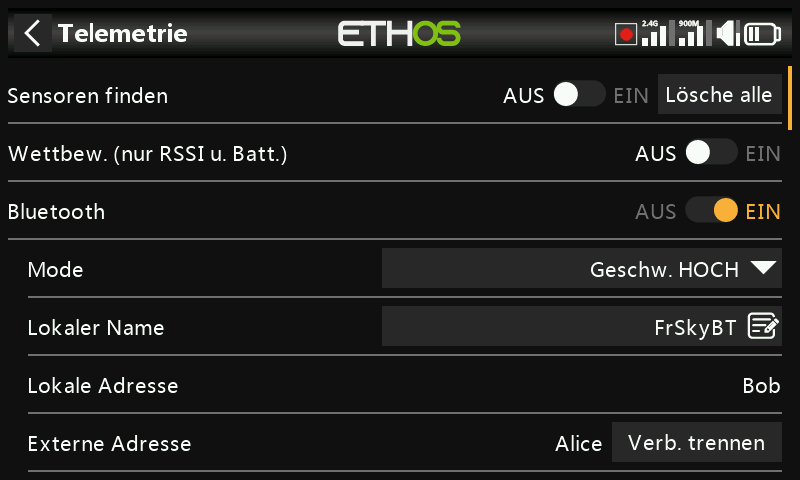 Telemetrie ETHOS 2.4G 900M
Sensoren finden AUS EIN Lösche alle
Wettbew. (nur RSSI u. Batt.) AUS EIN
Bluetooth AUS EIN
Mode Geschw. HOCH
Lokaler Name FrSkyBT
Lokale Adresse Bob
Externe Adresse Alice Verb. trennen